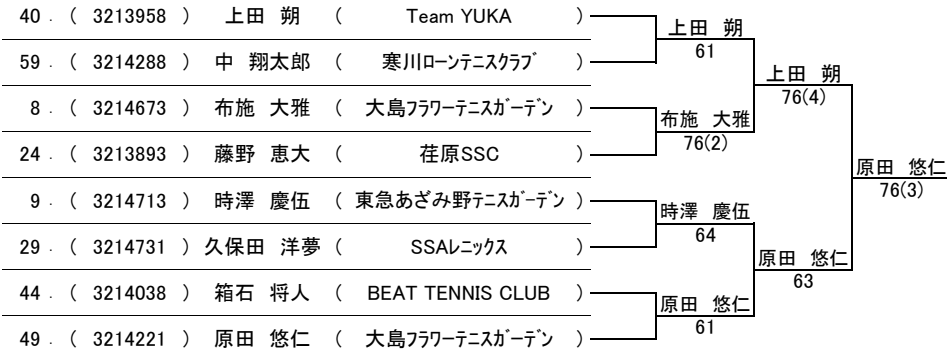 40 . ( 3213958 ) 上田 朔 ( Team YUKA )
上田 朔
61
59 . ( 3214288 ) 中 翔太郎 ( 寒川ローンテニスクラブ )
上田 朔
76(4)
8 . ( 3214673 ) 布施 大雅 ( 大島フラワーテニスガーデン )
布施 大雅
76(2)
24 . ( 3213893 ) 藤野 恵大 ( 荏原SSC )
原田 悠仁
76(3)
9 . ( 3214713 ) 時澤 慶伍 ( 東急あざみ野テニスガーデン )
時澤 慶伍
64
29 . ( 3214731 ) 久保田 洋夢 ( SSAレニックス )
原田 悠仁
63
44 . ( 3214038 ) 箱石 将人 ( BEAT TENNIS CLUB )
原田 悠仁
61
49 . ( 3214221 ) 原田 悠仁 ( 大島フラワーテニスガーデン )